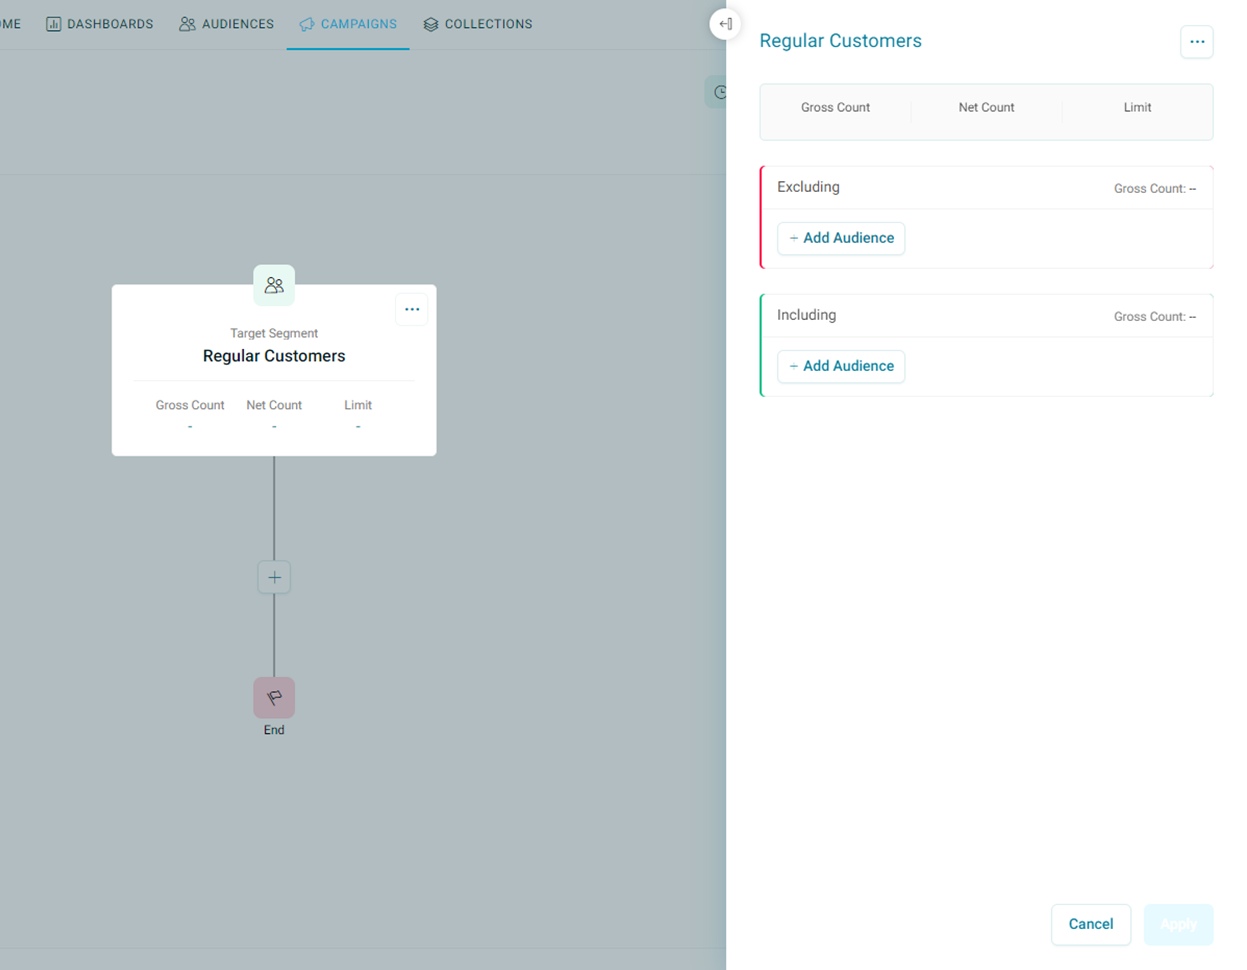 OME DASHBOARDS AUDIENCES CAMPAIGNS COLLECTIONS
Regular Customers
Gross Count Net Count Limit
Excluding Gross Count: --
+ Add Audience
Including Gross Count: --
+ Add Audience
Target Segment
Regular Customers
Gross Count Net Count Limit
- - -
End
Cancel Apply